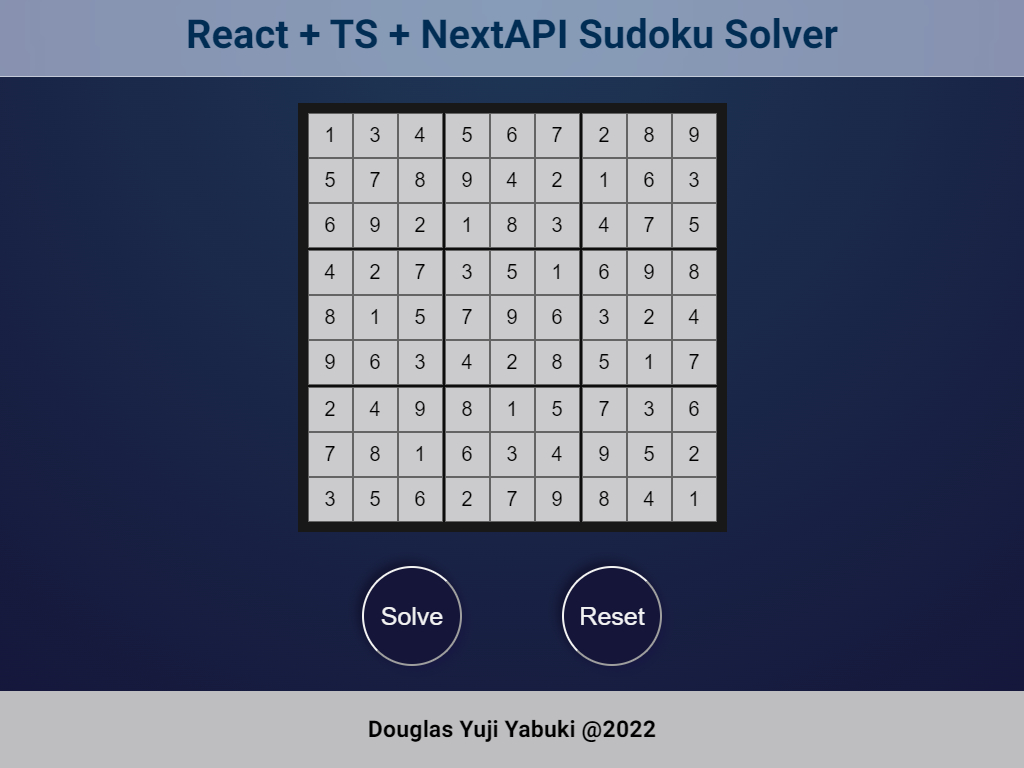 React + TS + NextAPI Sudoku Solver
1 3 4 5 6 7 2 8 9
5 7 8 9 4 2 1 6 3
6 9 2 1 8 3 4 7 5
4 2 7 3 5 1 6 9 8
8 1 5 7 9 6 3 2 4
9 6 3 4 2 8 5 1 7
2 4 9 8 1 5 7 3 6
7 8 1 6 3 4 9 5 2
3 5 6 2 7 9 8 4 1
Solve Reset
Douglas Yuji Yabuki @2022